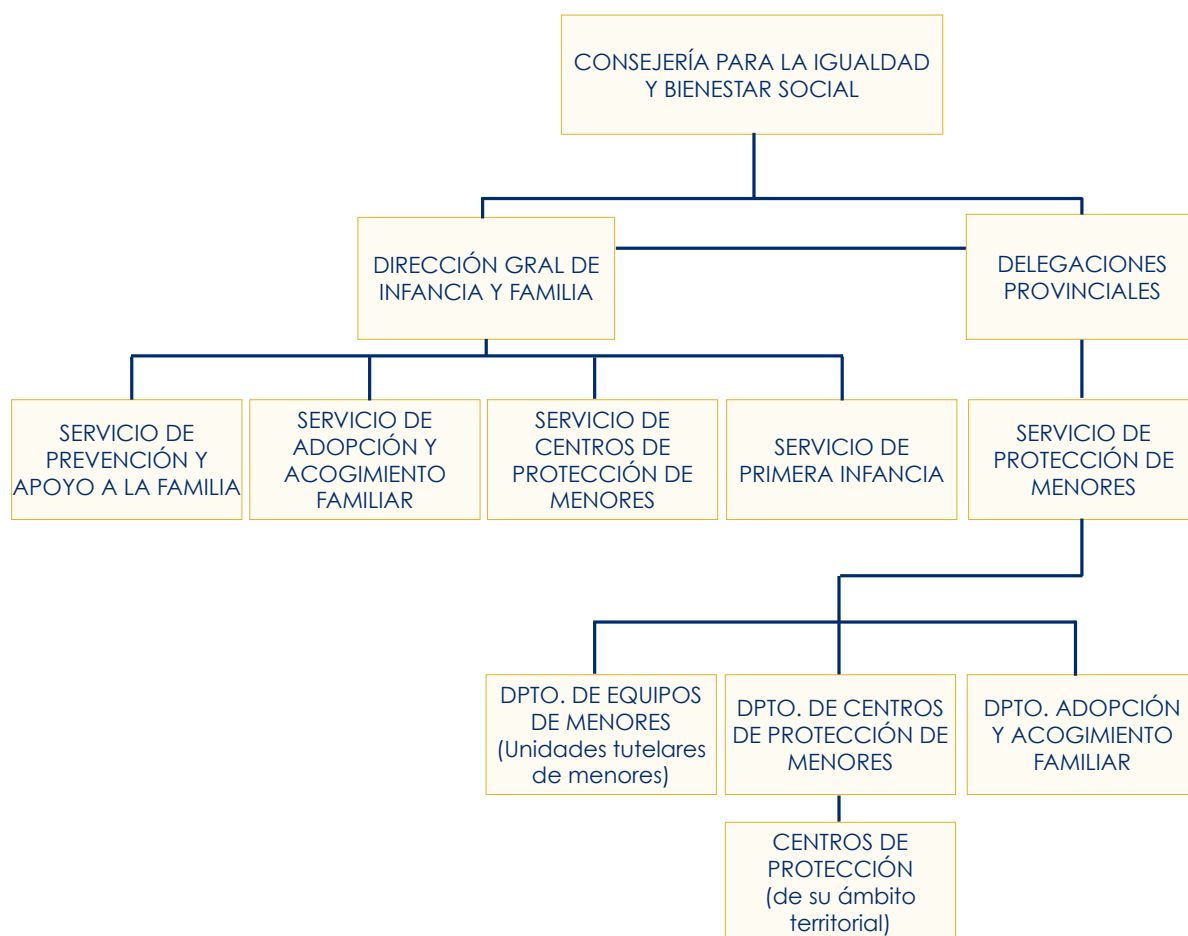 CONSEJERÍA PARA LA IGUALDAD
Y BIENESTAR SOCIAL
DIRECCIÓN GRAL DE
INFANCIA Y FAMILIA
DELEGACIONES
PROVINCIALES
SERVICIO DE
PREVENCIÓN Y
APOYO A LA FAMILIA
SERVICIO DE
ADOPCIÓN Y
ACOGIMIENTO
FAMILIAR
SERVICIO DE
CENTROS DE
PROTECCIÓN DE
MENORES
SERVICIO DE
PRIMERA INFANCIA
SERVICIO DE
PROTECCIÓN DE
MENORES
DPTO. DE EQUIPOS
DE MENORES
(Unidades tutelares
de menores)
DPTO. DE CENTROS
DE PROTECCIÓN DE
MENORES
DPTO. ADOPCIÓN
Y ACOGIMIENTO
FAMILIAR
CENTROS DE
PROTECCIÓN
(de su ámbito
territorial)